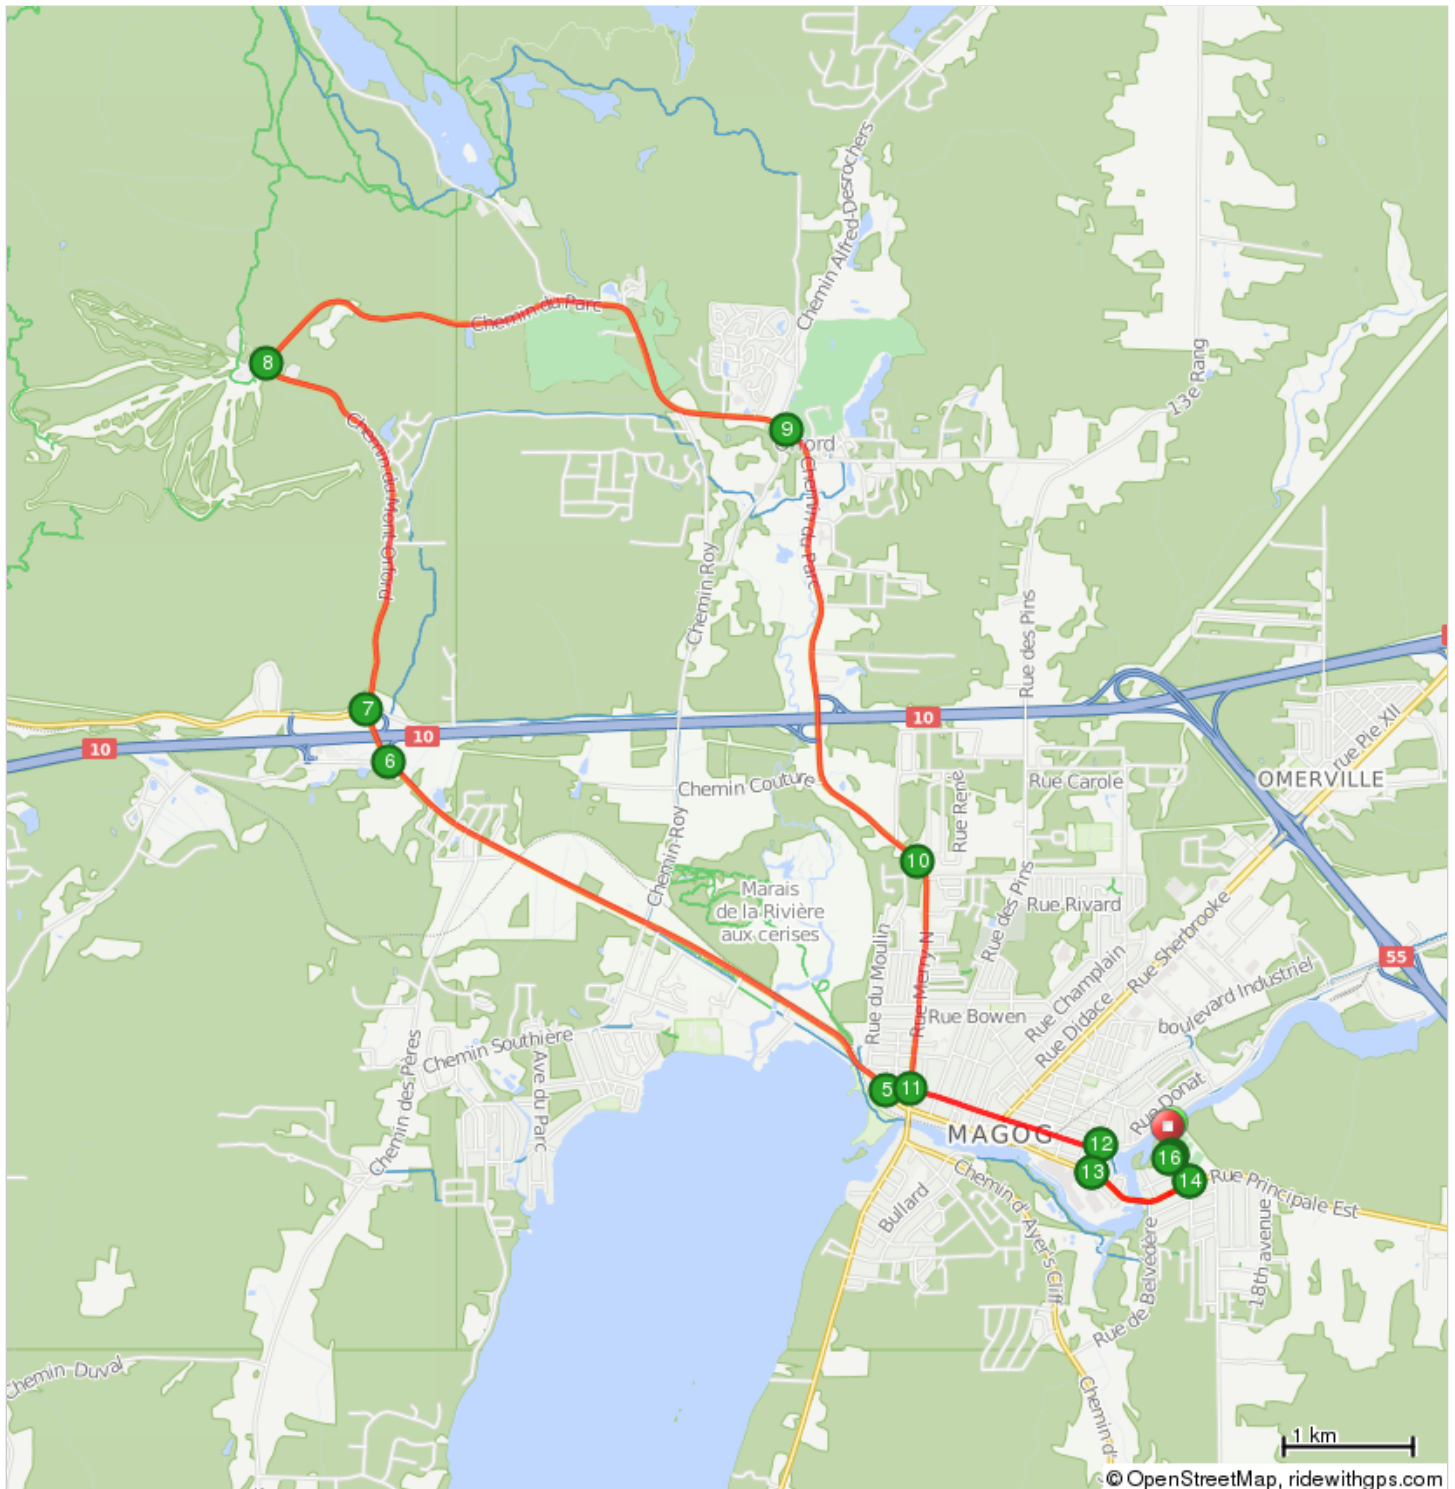 Chemin Alfred-Desrochers
Chemin du Parc
8
13e Rang
9
Orford
Chemin du Mont-Orford
Chemin du Parc
Chemin Roy
Rue des Pins
7
10
10
10
6
rue Pie XII
OMERVILLE
Chemin Couture
Rue René
Rue Carole
Chemin Roy
10
Marais
de la Rivière
aux cerises
Rue des Pins
Rue Rivard
Rue Sherbrooke
Rue du Moulin
Rue Merry N
Rue Champlain
55
boulevard Industriel
Rue Bowen
Rue Didace
Chemin Southière
Chemin des Pères
Ave du Parc
5
11
Rue Donat
MAGOG
12
16
13
14
Rue Principale Est
Chemin d'Ayer's Cliff
Bullard
18th avenue
Rue de Belvédère
Chemin Duval
Chemin d'
1 km
© OpenStreetMap, ridewithgps.com